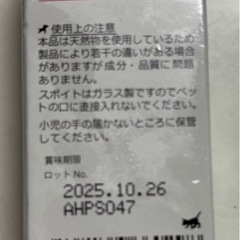 使用上の注意
本品は天然物を使用しているため
製品により若干の違いがある場合
がありますが成分・品質に問題
ありません。
スポイトはガラス製ですのでペッ
トの口に直接入れないでください。
小児の手の届かないところに保管
してください。
賞味期限
ロットNo.
2025.10.26
AHPS047